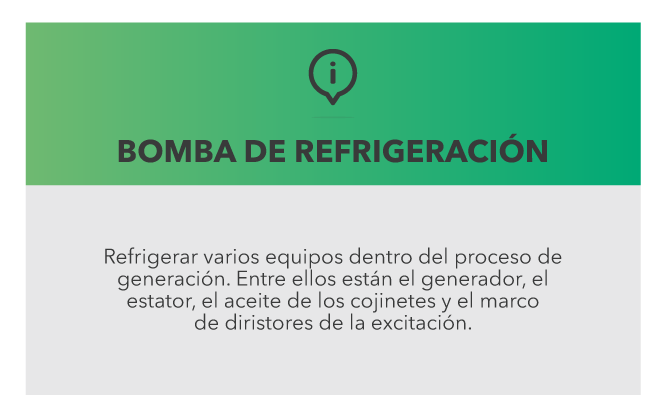 BOMBA DE REFRIGERACIÓN
Refrigerar varios equipos dentro del proceso de
generación. Entre ellos están el generador, el
estator, el aceite de los cojinetes y el marco
de diristores de la excitación.